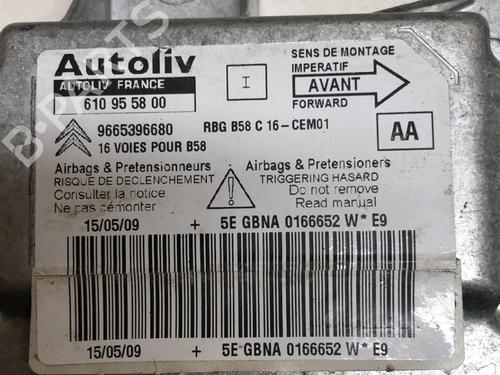 Autoliv
AUTOLIV FRANCE
610 95 58 00
I
SENS DE MONTAGE
IMPERATIF
AVANT
FORWARD
9665396680
RBG B58 C 16-CEM01
16 VOIES POUR B58
AA
Airbags & Pretensionneurs
RISQUE DE DECLENCHEMENT
Consulter la notice
Ne pas démonter
!
Airbags & Pretensioners
TRIGGERING HASARD
Do not remove
Read manual
15/05/09 + 5E GBNA 0166652 W* E9
15/05/09 + 5E GBNA 0166652 W* E9
B-PARTS